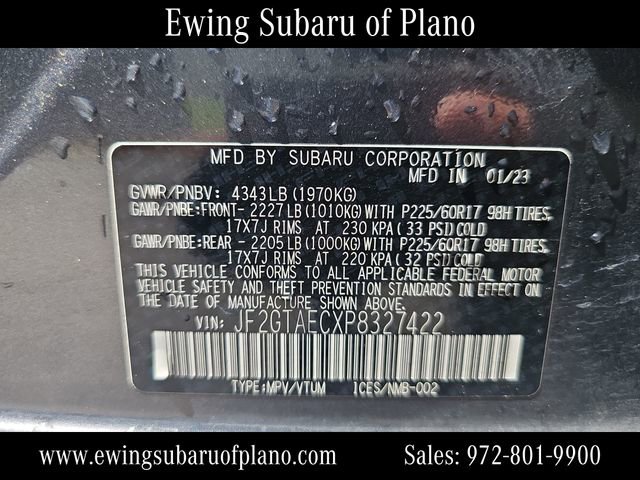 Ewing Subaru of Plano
MFD BY SUBARU CORPORATION
MFD IN 01/23
GVWR/PNBV: 4343LB(1970KG)
GAWR/PNBE:FRONT- 2227LB(1010KG)WITH P225/60R17 98H TIRES,
17X7J RIMS AT 230 KPA( 33 PSI)COLD
GAWR/PNBE:REAR - 2205LB(1000KG)WITH P225/60R17 98H TIRES,
17X7J RIMS AT 220 KPA( 32 PSI)COLD
THIS VEHICLE CONFORMS TO ALL APPLICABLE FEDERAL MOTOR
VEHICLE SAFETY AND THEFT PREVENTION STANDARDS IN EFFECT ON
THE DATE OF MANUFACTURE SHOWN ABOVE.
VIN: JF2GTAECXP8327422
TYPE:MPV/VTUM ICES/NMB-002
www.ewingsubaruofplano.com Sales: 972-801-9900